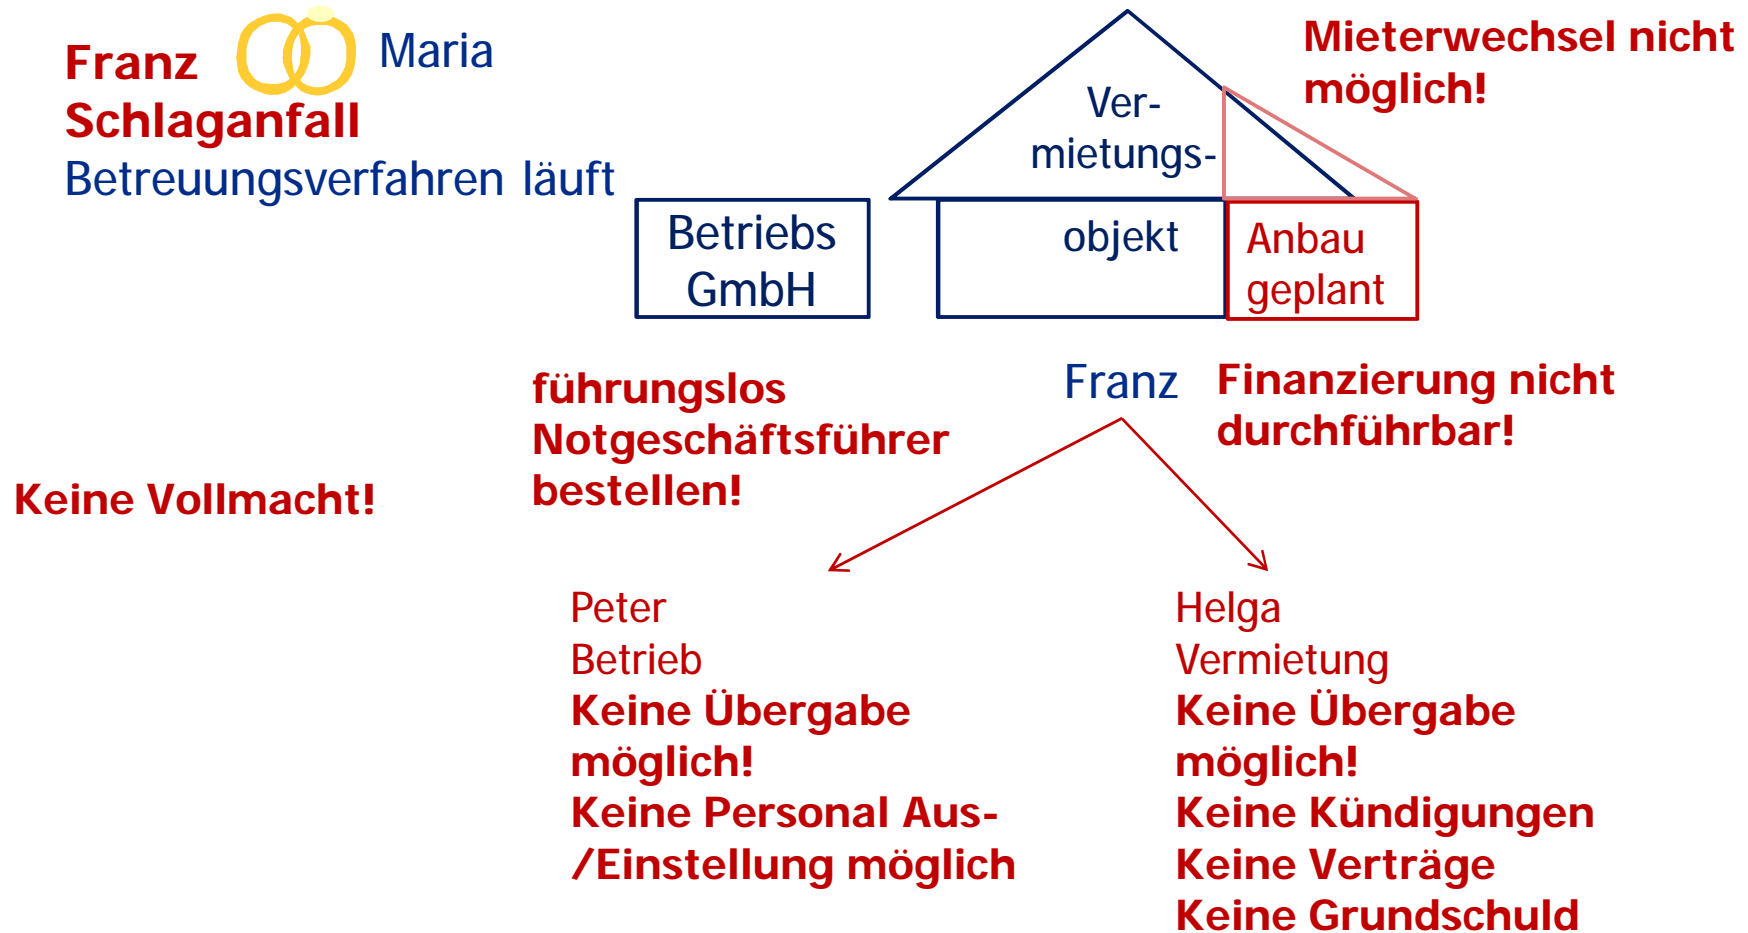 Franz
Maria
Schlaganfall
Betreuungsverfahren läuft
Mieterwechsel nicht
möglich!
Ver-
mietungs-
objekt
Betriebs
GmbH
Anbau
geplant
führungslos
Notgeschäftsführer
bestellen!
Franz
Finanzierung nicht
durchführbar!
Keine Vollmacht!
Peter
Betrieb
Keine Übergabe
möglich!
Keine Personal Aus-
/Einstellung möglich
Helga
Vermietung
Keine Übergabe
möglich!
Keine Kündigungen
Keine Verträge
Keine Grundschuld